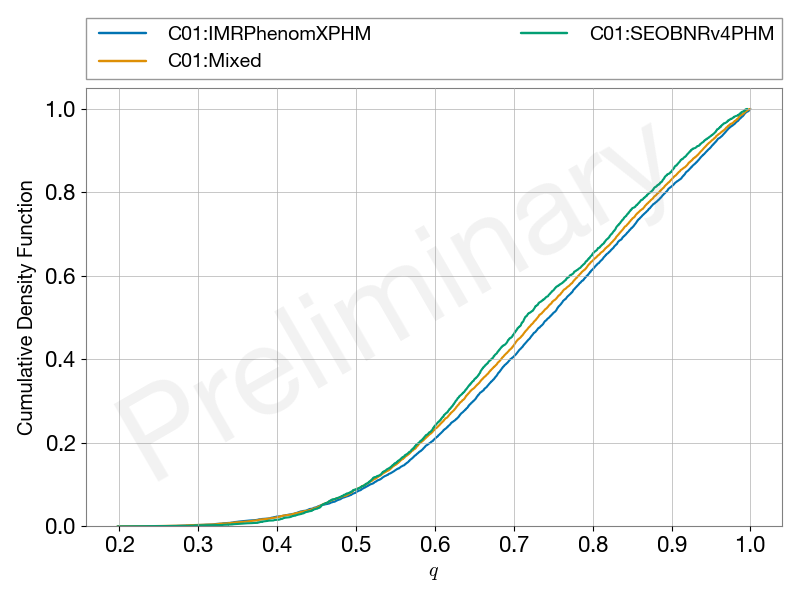 C01:IMRPhenomXPHM
C01:Mixed
C01:SEOBNRv4PHM
Preliminary
Cumulative Density Function
1.0
0.8
0.6
0.4
0.2
0.0
0.2 0.3 0.4 0.5 0.6 0.7 0.8 0.9 1.0
q